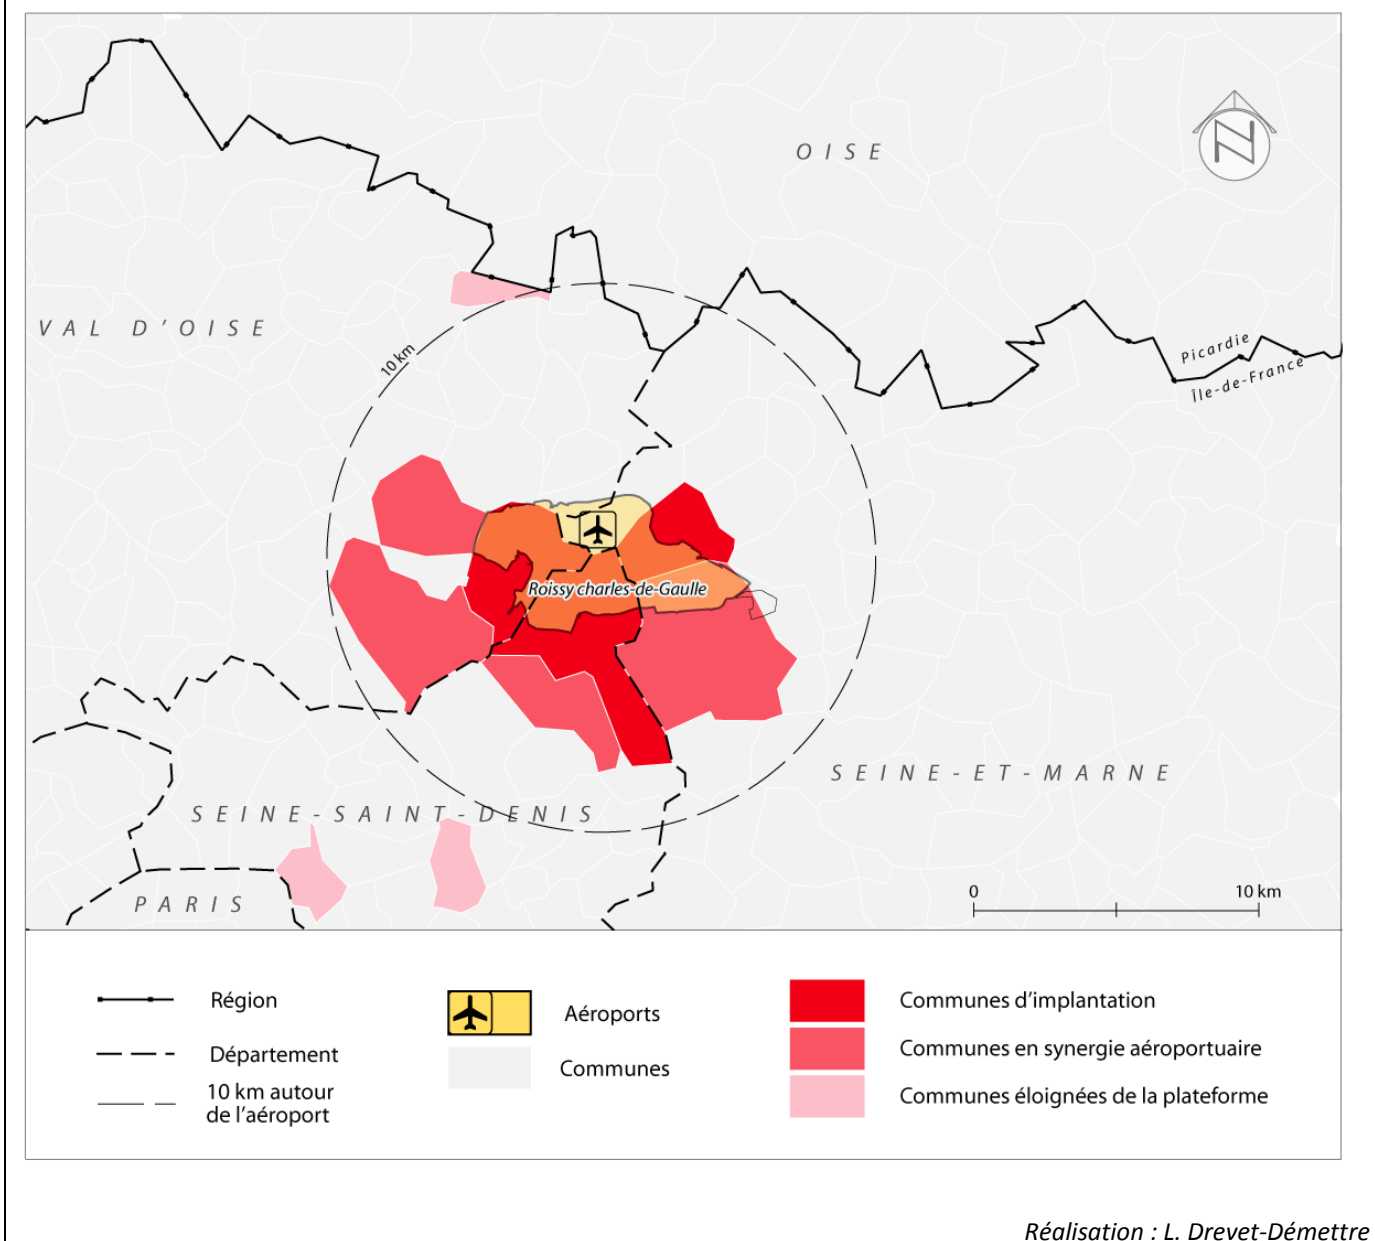 OISE
N
VAL D'OISE
10 km
Picardie
Île-de-France
Roissy charles-de-Gaulle
SEINE-ET-MARNE
SEINE-SAINT-DENIS
PARIS
0 10 km
Région
Département
10 km autour
de l'aéroport
Aéroports
Communes
Communes d'implantation
Communes en synergie aéroportuaire
Communes éloignées de la plateforme
Réalisation : L. Drevet-Démettre